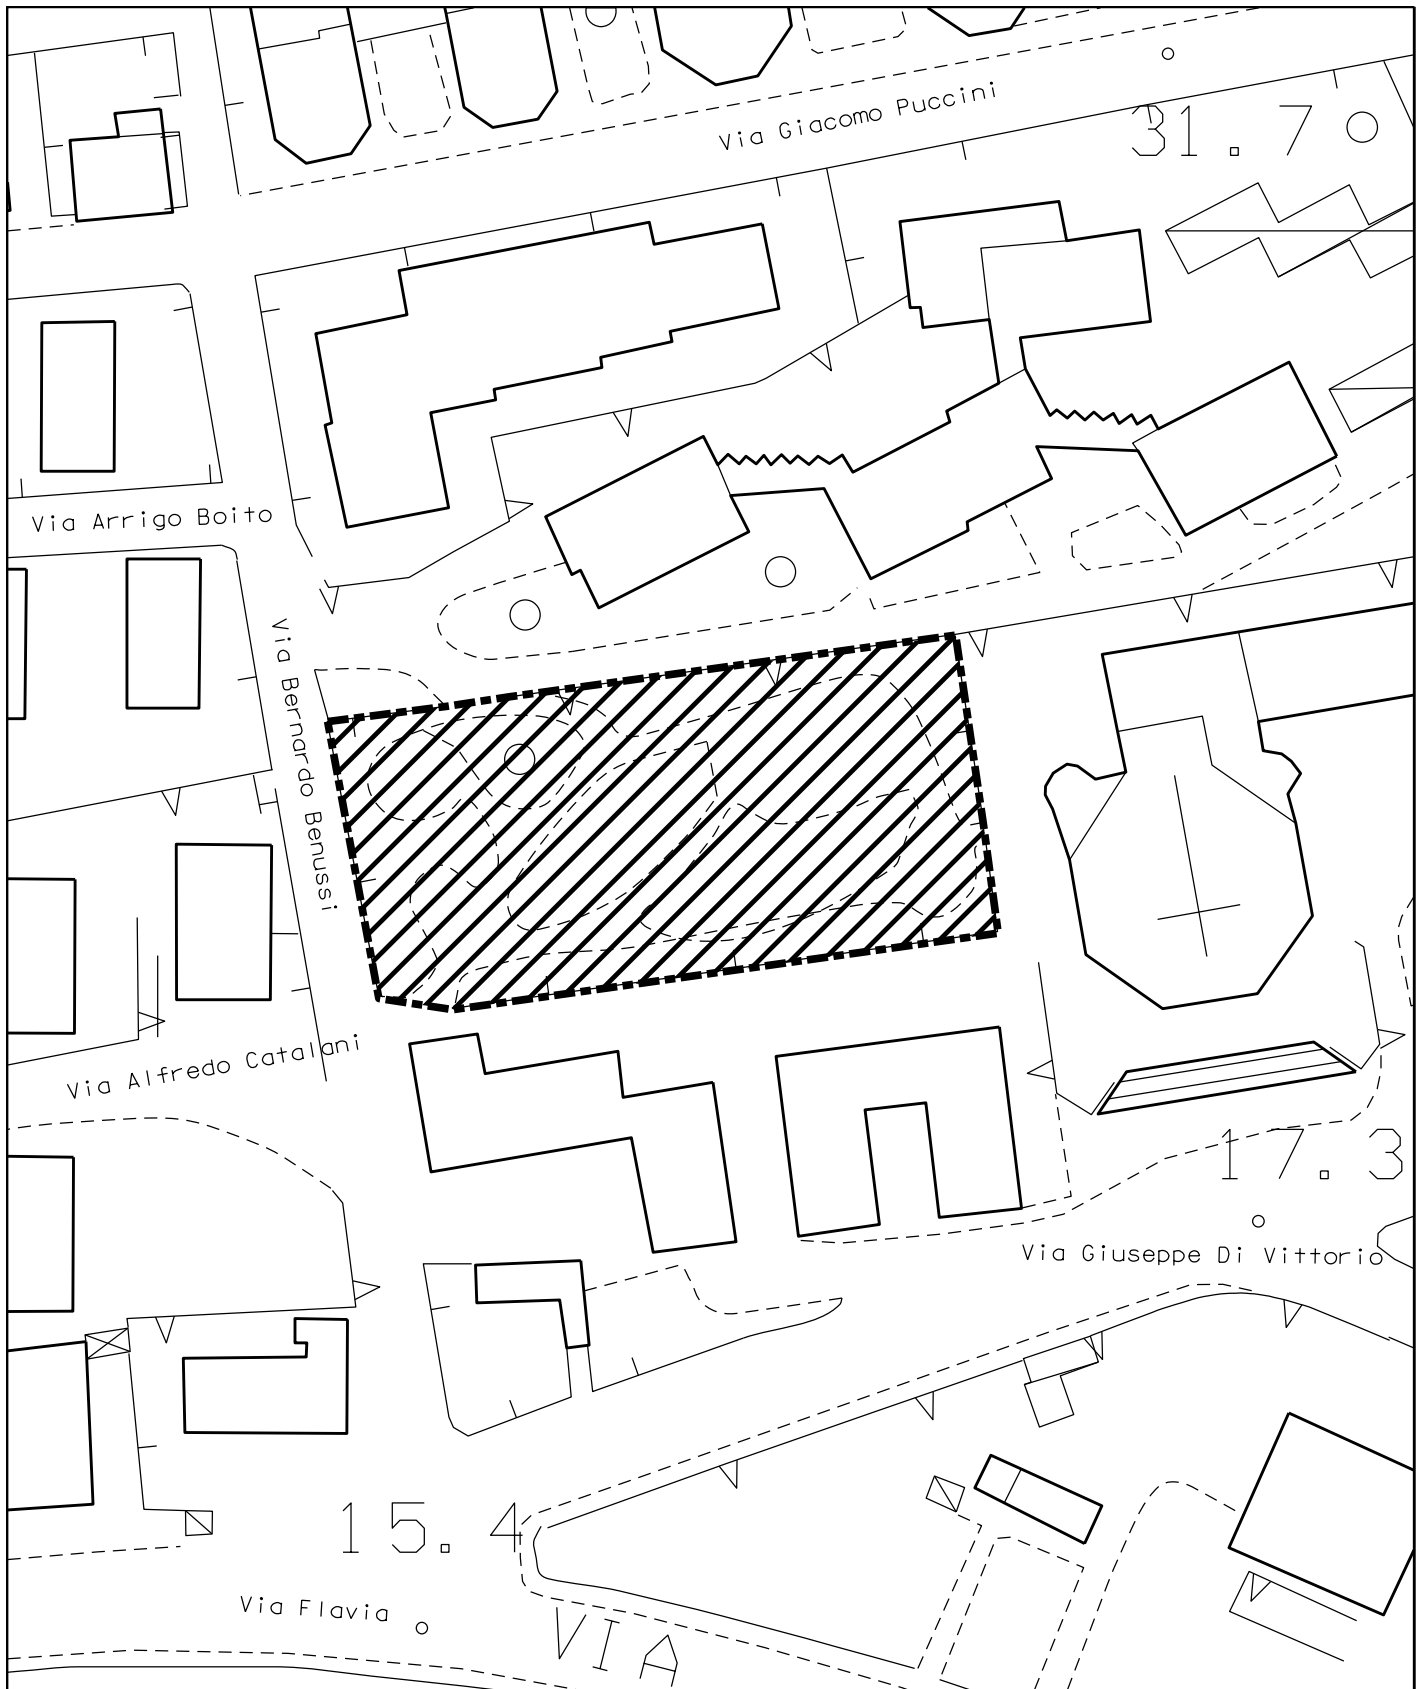 Via Giacomo Puccini
31.7
Via Arrigo Boito
Via Bernardo Benussi
Via Alfredo Catalani
17.3
Via Giuseppe Di Vittorio
15.4
Via Flavia
VIA